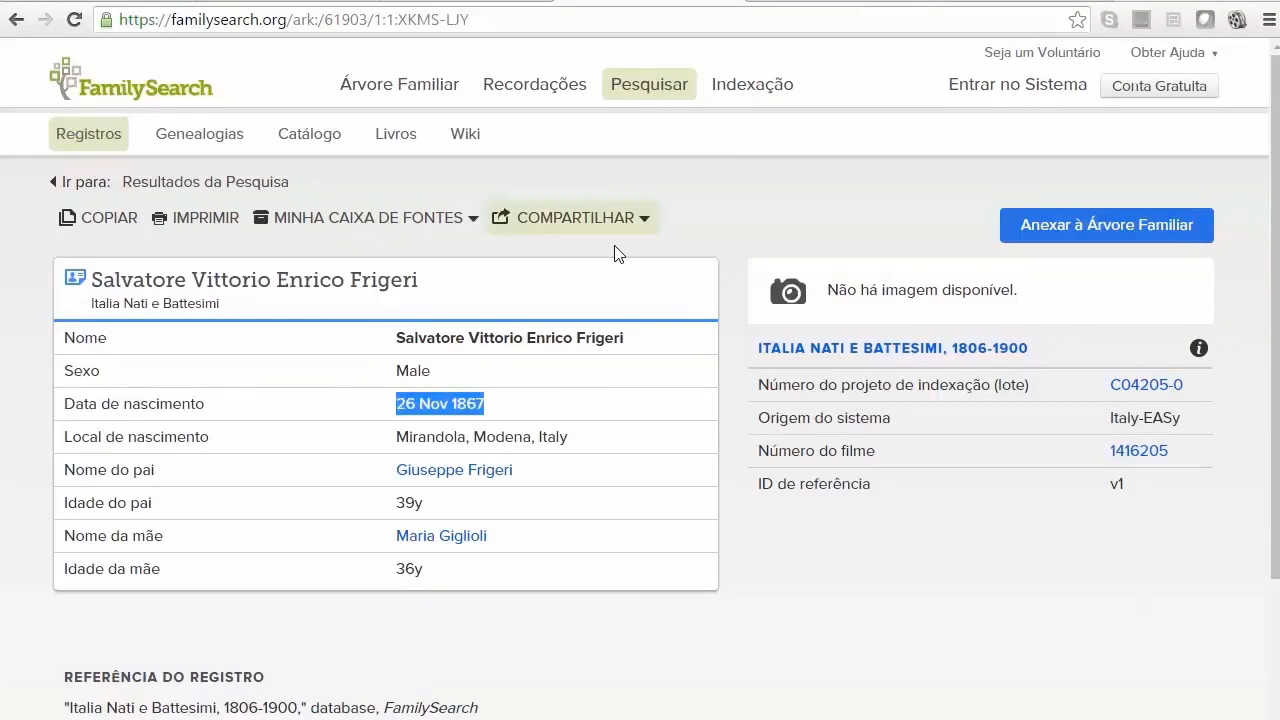 https://familysearch.org/ark:/61903/1:1:XKMS-LJY
Seja um Voluntário Obter Ajuda
FamilySearch Árvore Familiar Recordações Pesquisar Indexação Entrar no Sistema Conta Gratuita
Registros Genealogias Catálogo Livros Wiki
Ir para: Resultados da Pesquisa
COPIAR IMPRIMIR MINHA CAIXA DE FONTES COMPARTILHAR
Anexar à Árvore Familiar
Salvatore Vittorio Enrico Frigeri
Italia Nati e Battesimi
Nome Salvatore Vittorio Enrico Frigeri
Sexo Male
Data de nascimento 26 Nov 1867
Local de nascimento Mirandola, Modena, Italy
Nome do pai Giuseppe Frigeri
Idade do pai 39y
Nome da mãe Maria Giglioli
Idade da mãe 36y
Não há imagem disponível.
ITALIA NATI E BATTESIMI, 1806-1900
Número do projeto de indexação (lote) C04205-0
Origem do sistema Italy-EASy
Número do filme 1416205
ID de referência v1
REFERÊNCIA DO REGISTRO
"Italia Nati e Battesimi, 1806-1900," database, FamilySearch